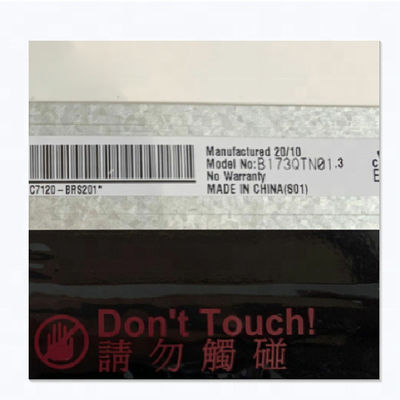 Manufactured 20/10
Model No:B173QTN01.3
No Warranty
MADE IN CHINA(S01)
C7120-BRS201*
Don't Touch!
請勿觸碰